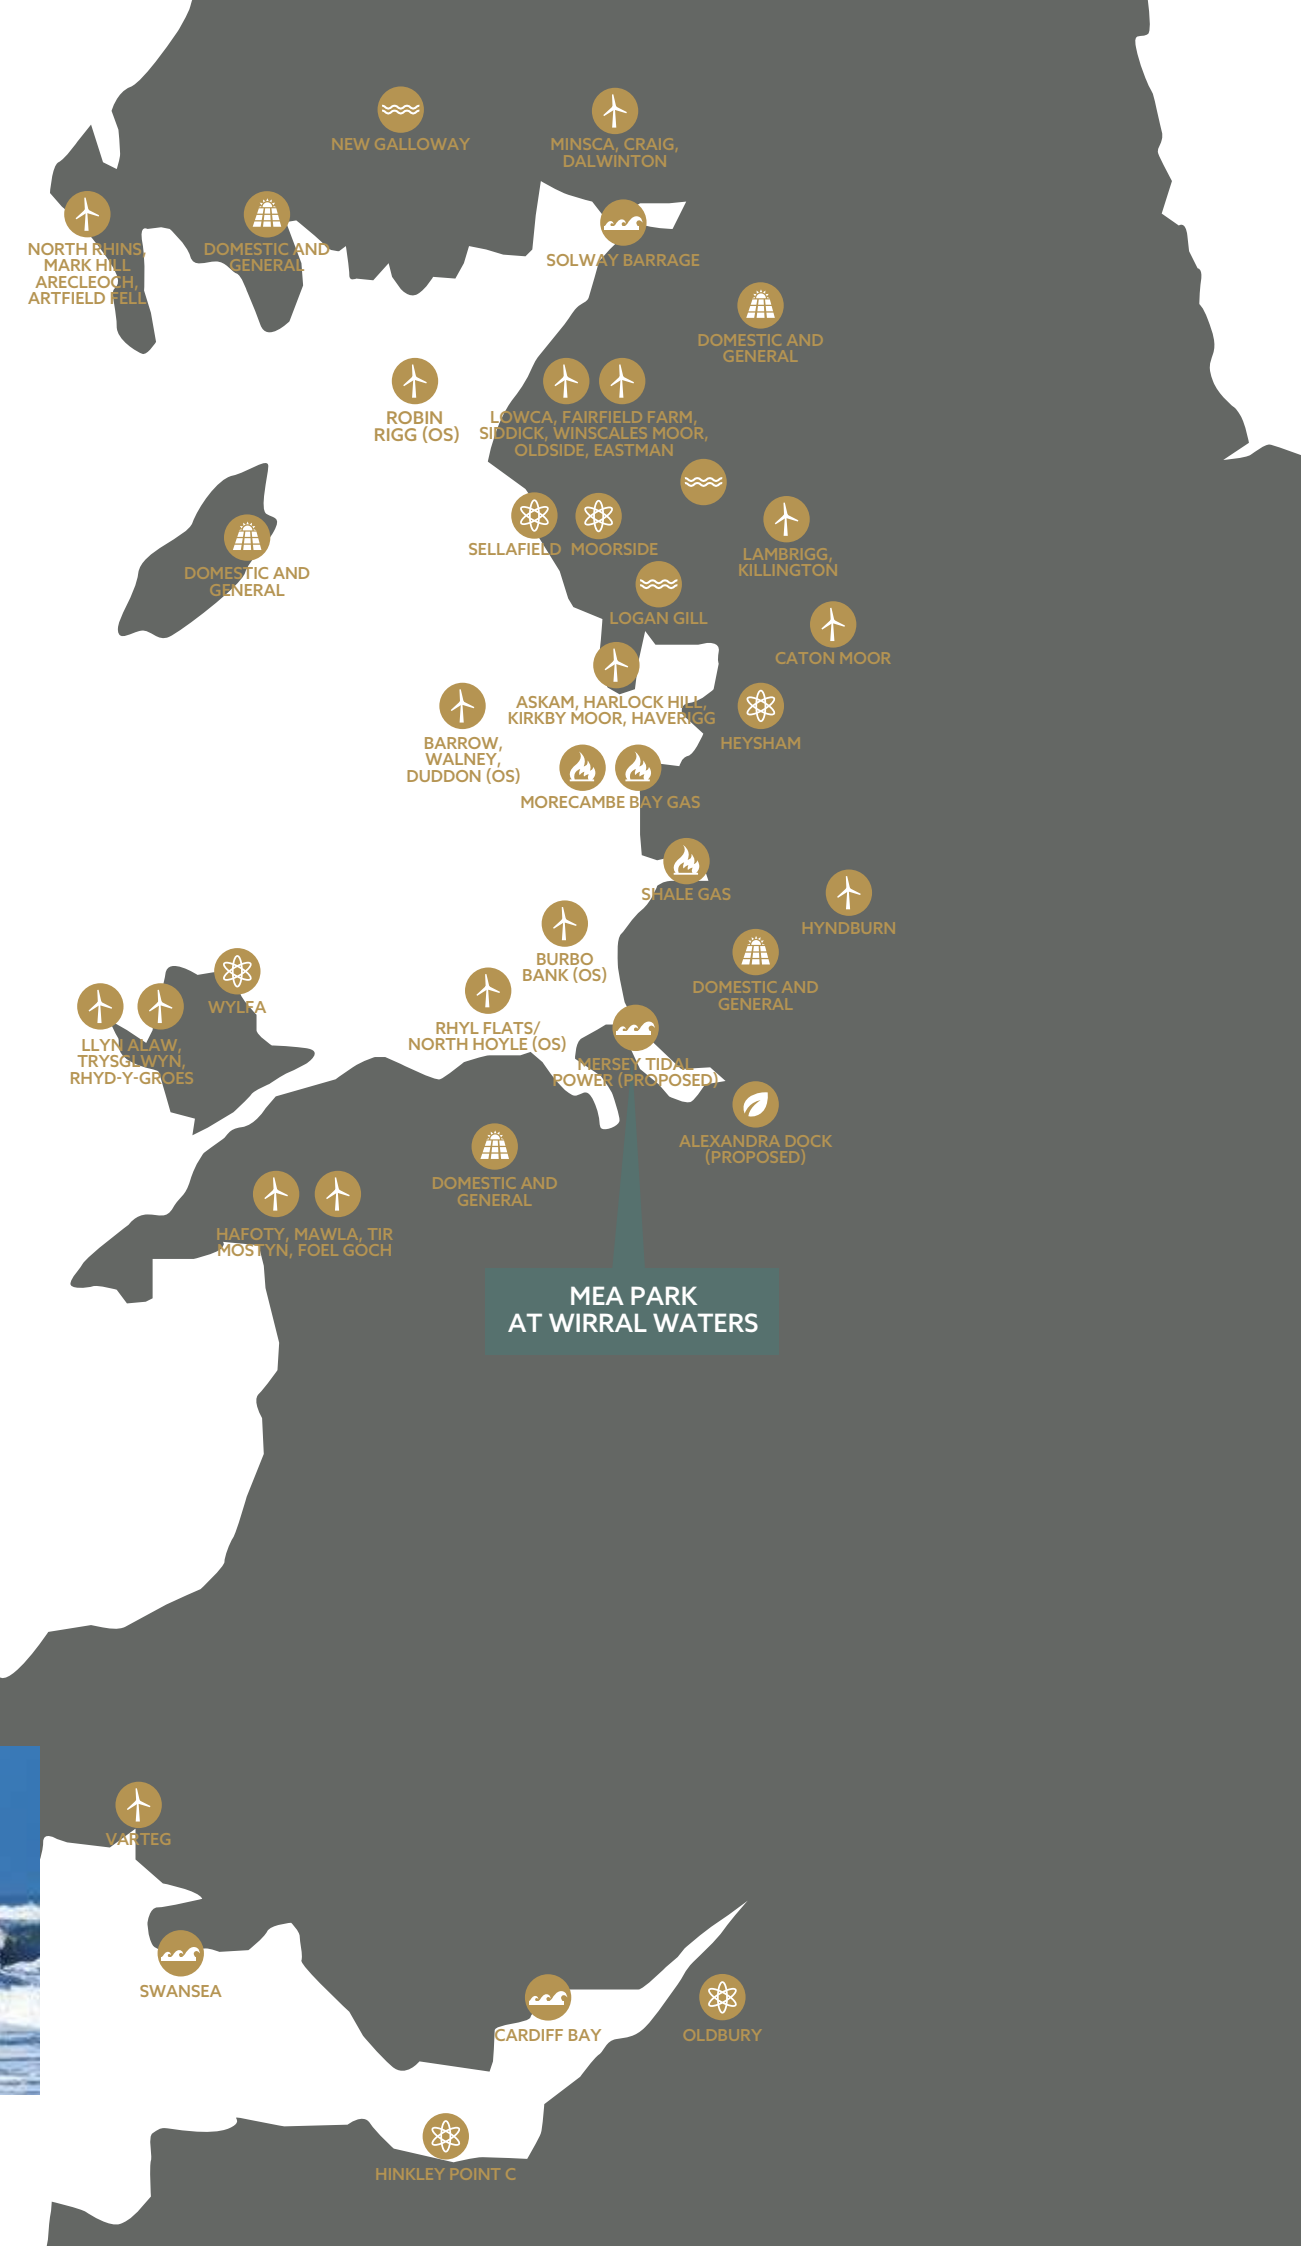 NEW GALLOWAY
MINSCA, CRAIG,
DALWINTON
NORTH RHINS,
MARK HILL
ARECLEOCH,
ARTFIELD FELL
DOMESTIC AND
GENERAL
SOLWAY BARRAGE
DOMESTIC AND
GENERAL
ROBIN
RIGG (OS)
LOWCA, FAIRFIELD FARM,
SIDDICK, WINSCALES MOOR,
OLDSIDE, EASTMAN
SELLAFIELD
MOORSIDE
LAMBRIGG,
KILLINGTON
DOMESTIC AND
GENERAL
LOGAN GILL
CATON MOOR
ASKAM, HARLOCK HILL,
KIRKBY MOOR, HAVERIGG
BARROW,
WALNEY,
DUDDON (OS)
HEYSHAM
MORECAMBE BAY GAS
SHALE GAS
HYNDBURN
BURBO
BANK (OS)
DOMESTIC AND
GENERAL
WYLFA
RHYL FLATS/
NORTH HOYLE (OS)
LLYN ALAW,
TRYSGLWYN,
RHYD-Y-GROES
MERSEY TIDAL
POWER (PROPOSED)
ALEXANDRA DOCK
(PROPOSED)
DOMESTIC AND
GENERAL
HAFOTY, MAWLA, TIR
MOSTYN, FOEL GOCH
MEA PARK
AT WIRRAL WATERS
VARTEG
SWANSEA
CARDIFF BAY
OLDBURY
HINKLEY POINT C